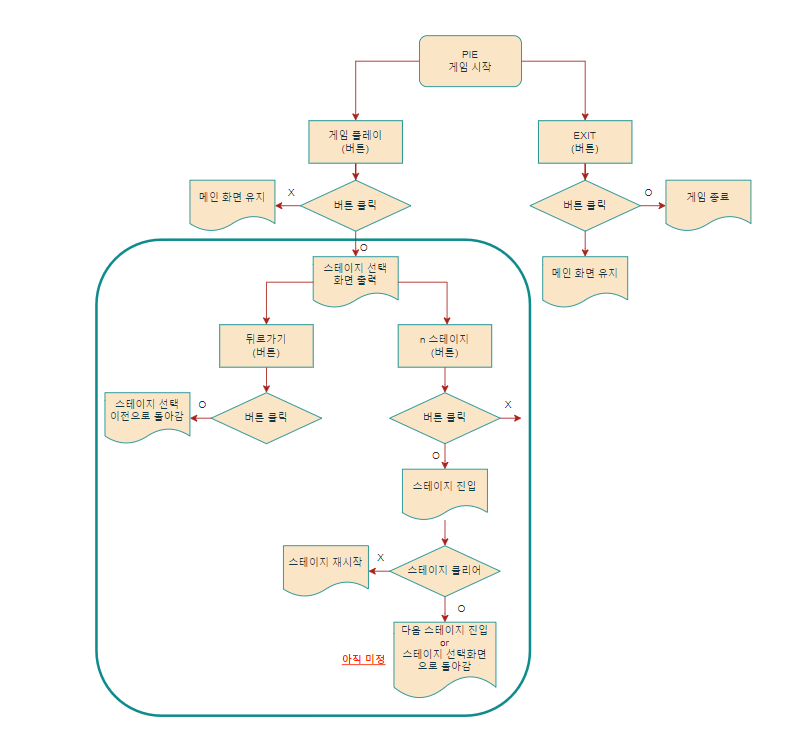 PIE
게임 시작
게임 플레이
(버튼)
EXIT
(버튼)
메인 화면 유지
X
버튼 클릭
버튼 클릭
O
게임 종료
O
스테이지 선택
화면 출력
메인 화면 유지
뒤로가기
(버튼)
n 스테이지
(버튼)
스테이지 선택
이전으로 돌아감
O
버튼 클릭
버튼 클릭
X
O
스테이지 진입
스테이지 재시작
X
스테이지 클리어
O
다음 스테이지 진입
or
스테이지 선택화면
으로 돌아감
아직 미정